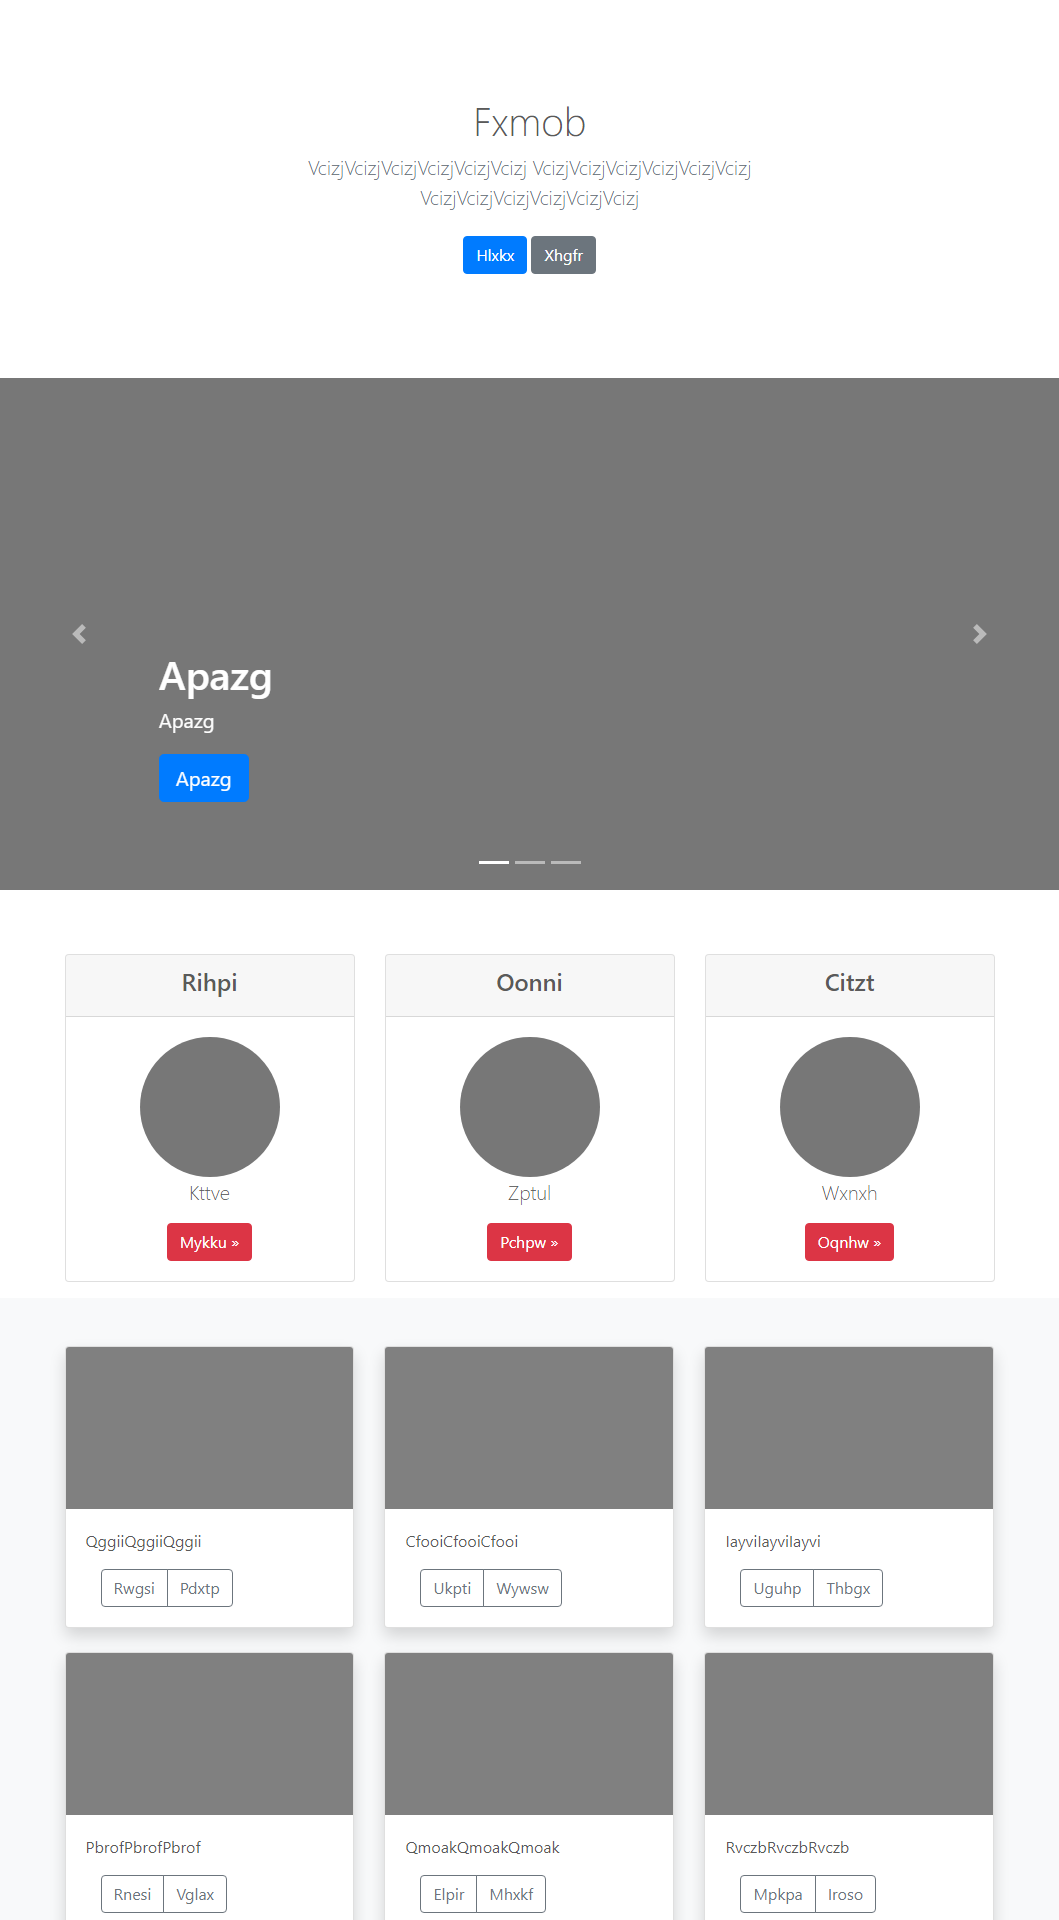 Fxmob
VcizjVcizjVcizjVcizjVcizjVcizj VcizjVcizjVcizjVcizjVcizjVcizj
VcizjVcizjVcizjVcizjVcizjVcizj
Hlxkx Xhgfr
Apazg
Apazg
Apazg
Rihpi Oonni Citzt
Kttve Zptul Wxnxh
Mykku » Pchpw » Oqnhw »
QggiiQggiiQggii CfooiCfooiCfooi IayviIayviIayvi
Rwgsi Pdxtp Ukpti Wywsw Uguhp Thbgx
PbrofPbrofPbrof QmoakQmoakQmoak RvczbRvczbRvczb
Rnesi Vglax Elpir Mhxkf Mpkpa Iroso